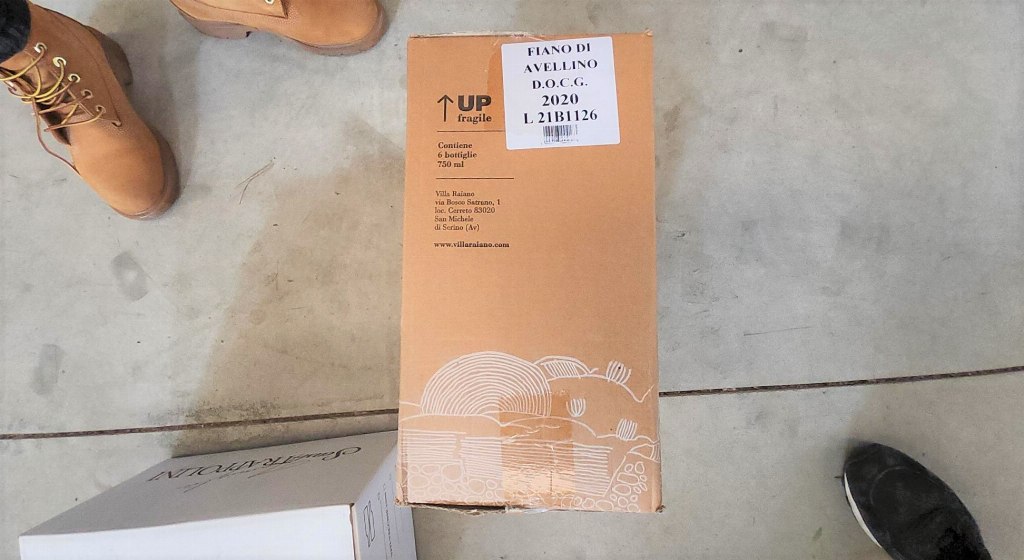 FIANO DI
AVELLINO
D.O.C.G.
2020
L 21B1126
↑ UP
fragile
Contiene
6 bottiglie
750 ml
Villa Raiano
via Bosco Satrano, 1
loc. Cerreto 83020
San Michele
di Serino (Av)
www.villaraiano.com
TRAPPOLINI